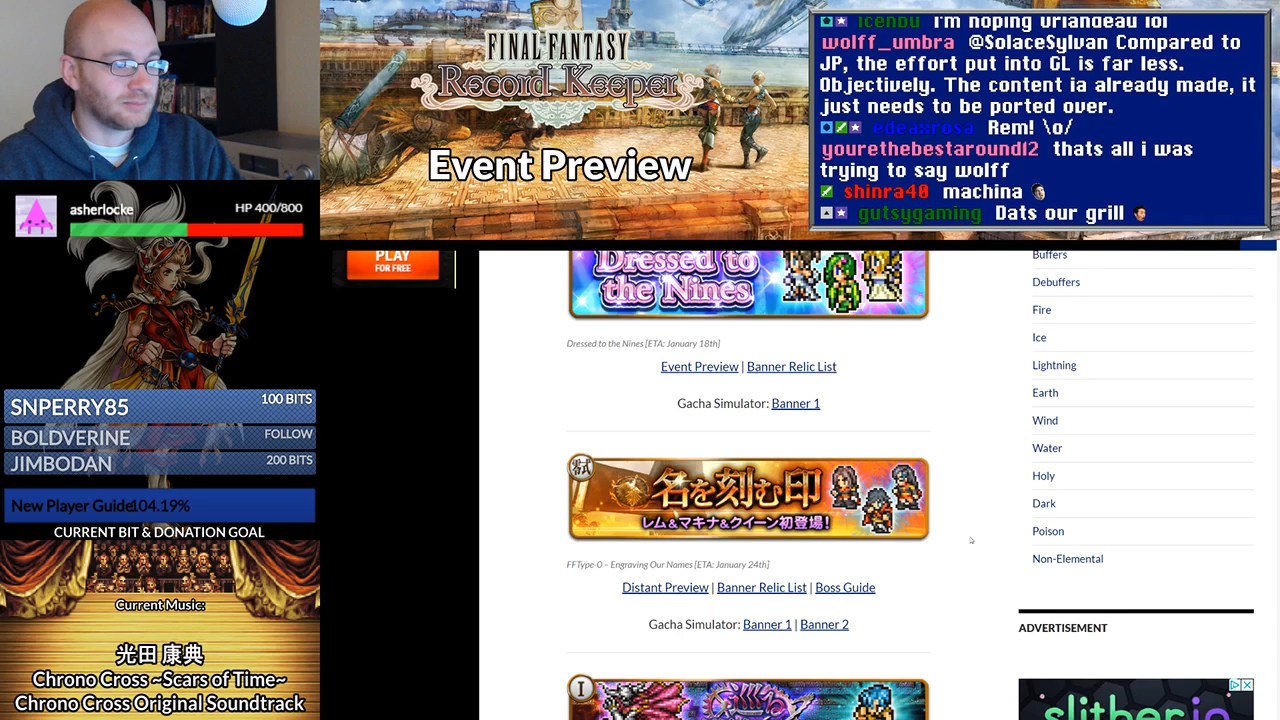 FINAL FANTASY
Record Keeper
Event Preview
icenbu i'm hoping Uriandeau lol
wolff_umbra @SolaceSylvan Compared to
JP, the effort put into GL is far less.
Objectively. The content ia already made, it
just needs to be ported over.
edeaxrosa Rem! \o/
yourethebestaround12 thats all i was
trying to say wolff
shinra40 machina
gutsygaming Dats our grill
asherlocke
HP 400/800
SNPERRY85
100 BITS
BOLDVERINE
FOLLOW
JIMBODAN
200 BITS
New Player Guide 104.19%
CURRENT BIT & DONATION GOAL
Current Music:
光田 康典
Chrono Cross ~Scars of Time~
Chrono Cross Original Soundtrack
PLAY
FOR FREE
Dressed to
the Nines
Dressed to the Nines [ETA: January 18th]
Event Preview | Banner Relic List
Gacha Simulator: Banner 1
零式
名を刻む印
レム&マキナ&クイーン初登場!
FFType-0 – Engraving Our Names [ETA: January 24th]
Distant Preview | Banner Relic List | Boss Guide
Gacha Simulator: Banner 1 | Banner 2
I
Buffers
Debuffers
Fire
Ice
Lightning
Earth
Wind
Water
Holy
Dark
Poison
Non-Elemental
ADVERTISEMENT
slither.io